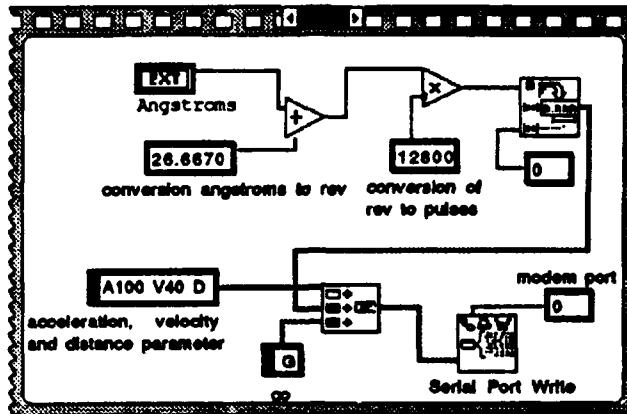 EXT
Angstroms
26.6670
conversion angstroms to rev
12800
conversion of
rev to pulses
0
A100 V40 D
acceleration, velocity
and distance parameter
G
modem port
0
Serial Port Write